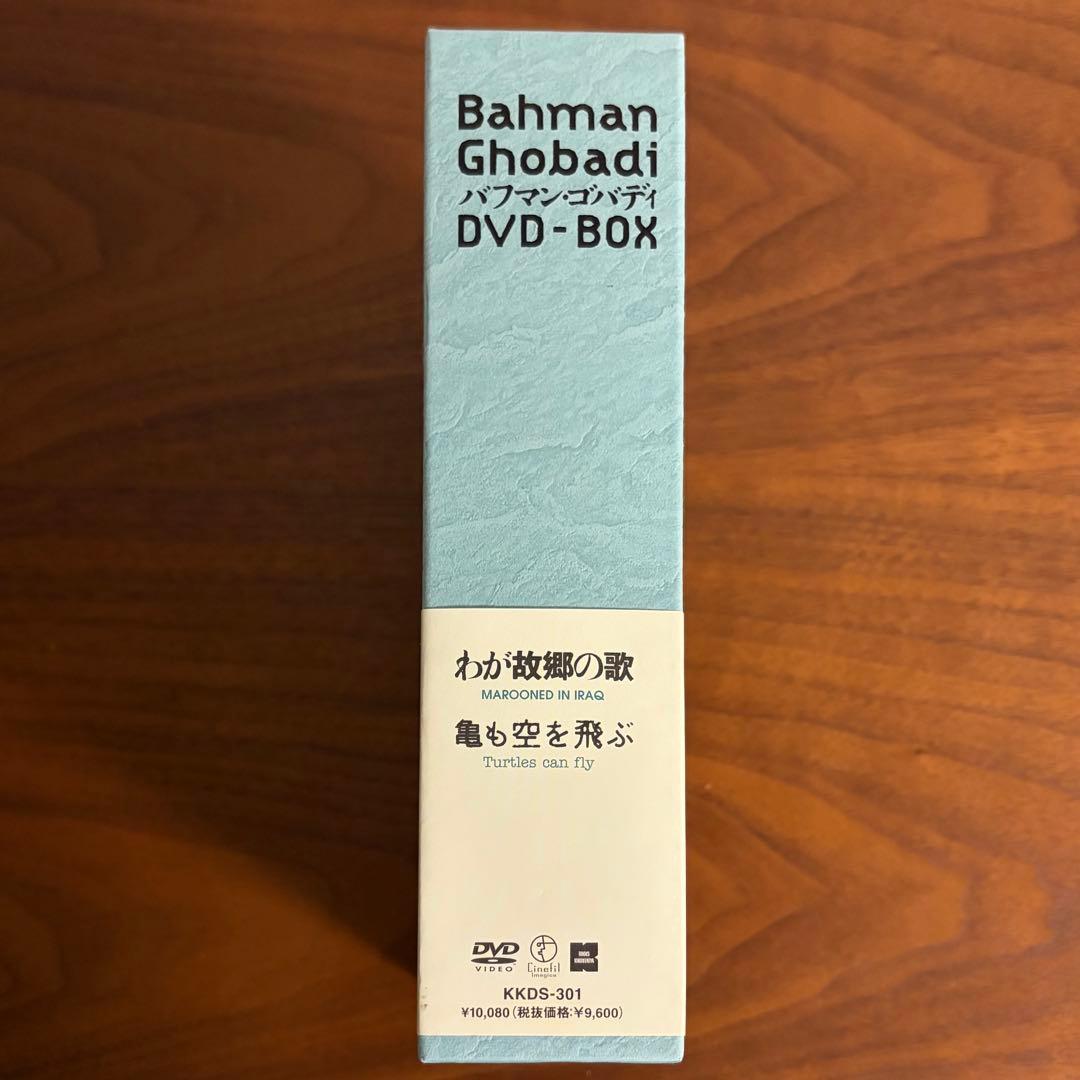 Bahman
Ghobadi
バフマン・ゴバディ
DVD-BOX
わが故郷の歌
MAROONED IN IRAQ
亀も空を飛ぶ
Turtles can fly
DVD
VIDEO
Cinefil
Imagica
KKDS-301
¥10,080(税抜価格:¥9,600)